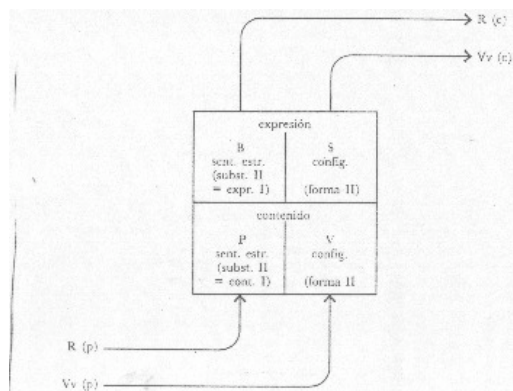 R (c)
Vv (c)
expresión
B
sent. estr.
(subst. II
= expr. I)
S
config.
(forma II)
contenido
P
sent. estr.
(subst. II
= cont. I)
V
config.
(forma II
R (p)
Vv (p)